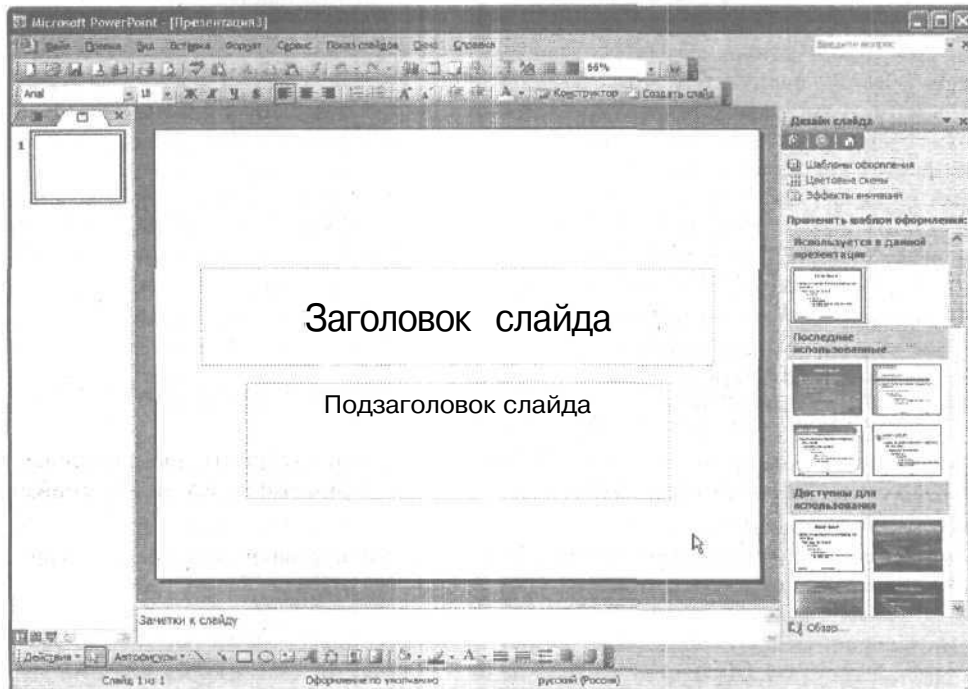 Microsoft PowerPoint - [Презентация3]
Файл Правка Вид Вставка Формат Сервис Показ слайдов Окно Справка
Введите вопрос
66%
Arial 18 Ж К Ч S А Конструктор Создать слайд
Дизайн слайда
1
Шаблоны оформления
Цветовые схемы
Эффекты анимации
Применить шаблон оформления:
Используется в данной
презентации
Заголовок слайда
Подзаголовок слайда
Последние
использованные
Доступны для
использования
Заметки к слайду
Обзор...
Действия Автофигуры
Слайд 1 из 1 Оформление по умолчанию русский (Россия)